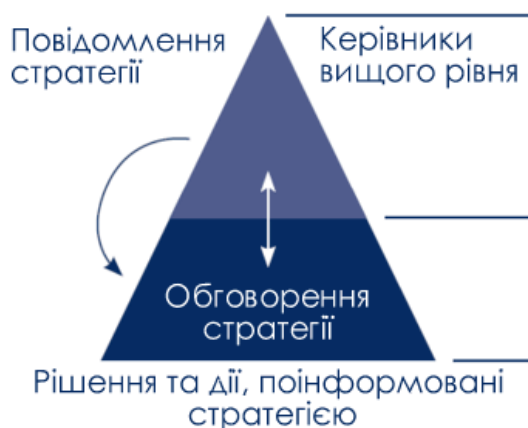 Повідомлення
стратегії
Керівники
вищого рівня
Обговорення
стратегії
Рішення та дії, поінформовані
стратегією